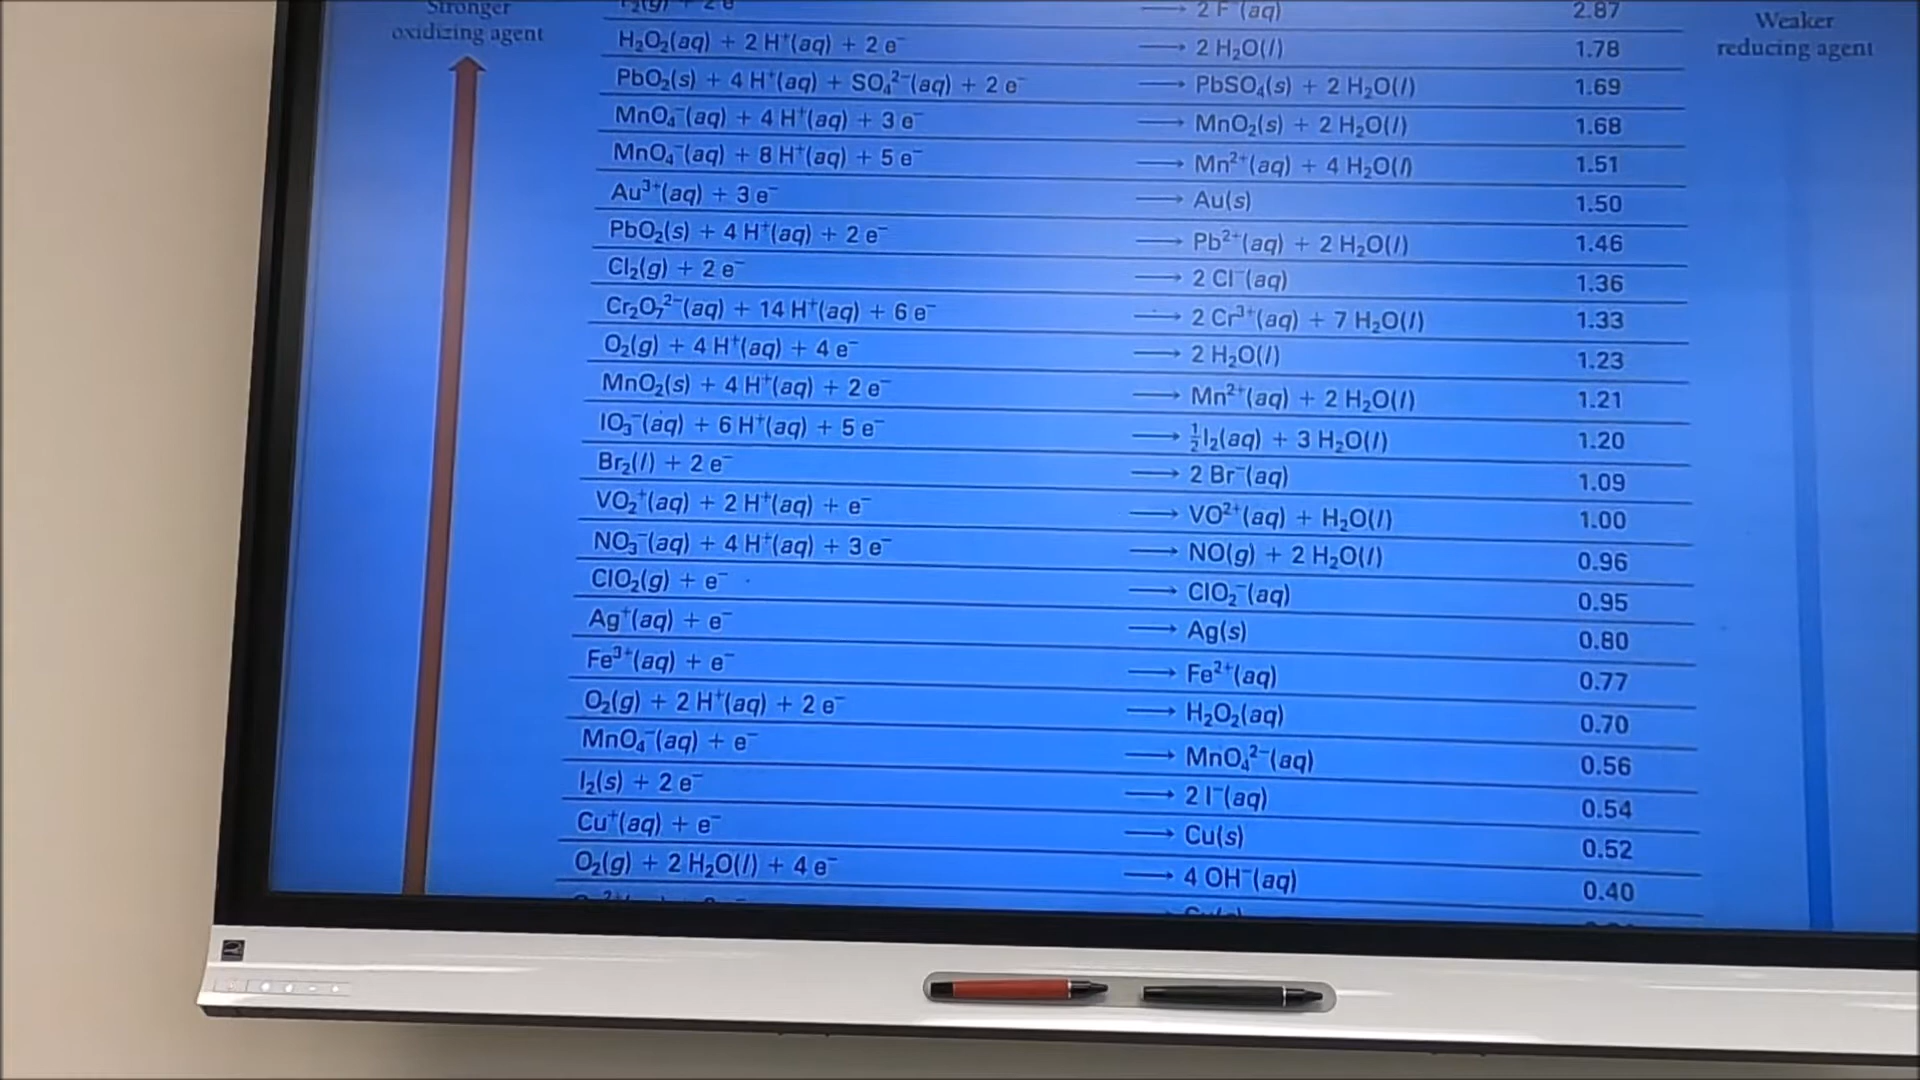 Stronger
oxidizing agent
Weaker
reducing agent
F₂(g) + 2 e⁻ ⟶ 2 F⁻(aq) 2.87
H₂O₂(aq) + 2 H⁺(aq) + 2 e⁻ ⟶ 2 H₂O(l) 1.78
PbO₂(s) + 4 H⁺(aq) + SO₄²⁻(aq) + 2 e⁻ ⟶ PbSO₄(s) + 2 H₂O(l) 1.69
MnO₄⁻(aq) + 4 H⁺(aq) + 3 e⁻ ⟶ MnO₂(s) + 2 H₂O(l) 1.68
MnO₄⁻(aq) + 8 H⁺(aq) + 5 e⁻ ⟶ Mn²⁺(aq) + 4 H₂O(l) 1.51
Au³⁺(aq) + 3 e⁻ ⟶ Au(s) 1.50
PbO₂(s) + 4 H⁺(aq) + 2 e⁻ ⟶ Pb²⁺(aq) + 2 H₂O(l) 1.46
Cl₂(g) + 2 e⁻ ⟶ 2 Cl⁻(aq) 1.36
Cr₂O₇²⁻(aq) + 14 H⁺(aq) + 6 e⁻ ⟶ 2 Cr³⁺(aq) + 7 H₂O(l) 1.33
O₂(g) + 4 H⁺(aq) + 4 e⁻ ⟶ 2 H₂O(l) 1.23
MnO₂(s) + 4 H⁺(aq) + 2 e⁻ ⟶ Mn²⁺(aq) + 2 H₂O(l) 1.21
IO₃⁻(aq) + 6 H⁺(aq) + 5 e⁻ ⟶ ½I₂(aq) + 3 H₂O(l) 1.20
Br₂(l) + 2 e⁻ ⟶ 2 Br⁻(aq) 1.09
VO₂⁺(aq) + 2 H⁺(aq) + e⁻ ⟶ VO²⁺(aq) + H₂O(l) 1.00
NO₃⁻(aq) + 4 H⁺(aq) + 3 e⁻ ⟶ NO(g) + 2 H₂O(l) 0.96
ClO₂(g) + e⁻ ⟶ ClO₂⁻(aq) 0.95
Ag⁺(aq) + e⁻ ⟶ Ag(s) 0.80
Fe³⁺(aq) + e⁻ ⟶ Fe²⁺(aq) 0.77
O₂(g) + 2 H⁺(aq) + 2 e⁻ ⟶ H₂O₂(aq) 0.70
MnO₄⁻(aq) + e⁻ ⟶ MnO₄²⁻(aq) 0.56
I₂(s) + 2 e⁻ ⟶ 2 I⁻(aq) 0.54
Cu⁺(aq) + e⁻ ⟶ Cu(s) 0.52
O₂(g) + 2 H₂O(l) + 4 e⁻ ⟶ 4 OH⁻(aq) 0.40